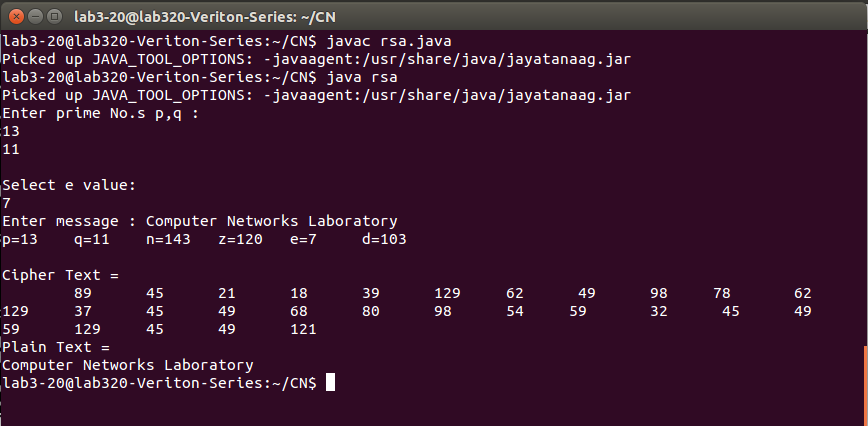 lab3-20@lab320-Veriton-Series: ~/CN
lab3-20@lab320-Veriton-Series:~/CN$ javac rsa.java
Picked up JAVA_TOOL_OPTIONS: -javaagent:/usr/share/java/jayatanaag.jar
lab3-20@lab320-Veriton-Series:~/CN$ java rsa
Picked up JAVA_TOOL_OPTIONS: -javaagent:/usr/share/java/jayatanaag.jar
Enter prime No.s p,q :
13
11
Select e value:
7
Enter message : Computer Networks Laboratory
p=13 q=11 n=143 z=120 e=7 d=103
Cipher Text =
89 45 21 18 39 129 62 49 98 78 62
129 37 45 49 68 80 98 54 59 32 45 49
59 129 45 49 121
Plain Text =
Computer Networks Laboratory
lab3-20@lab320-Veriton-Series:~/CN$